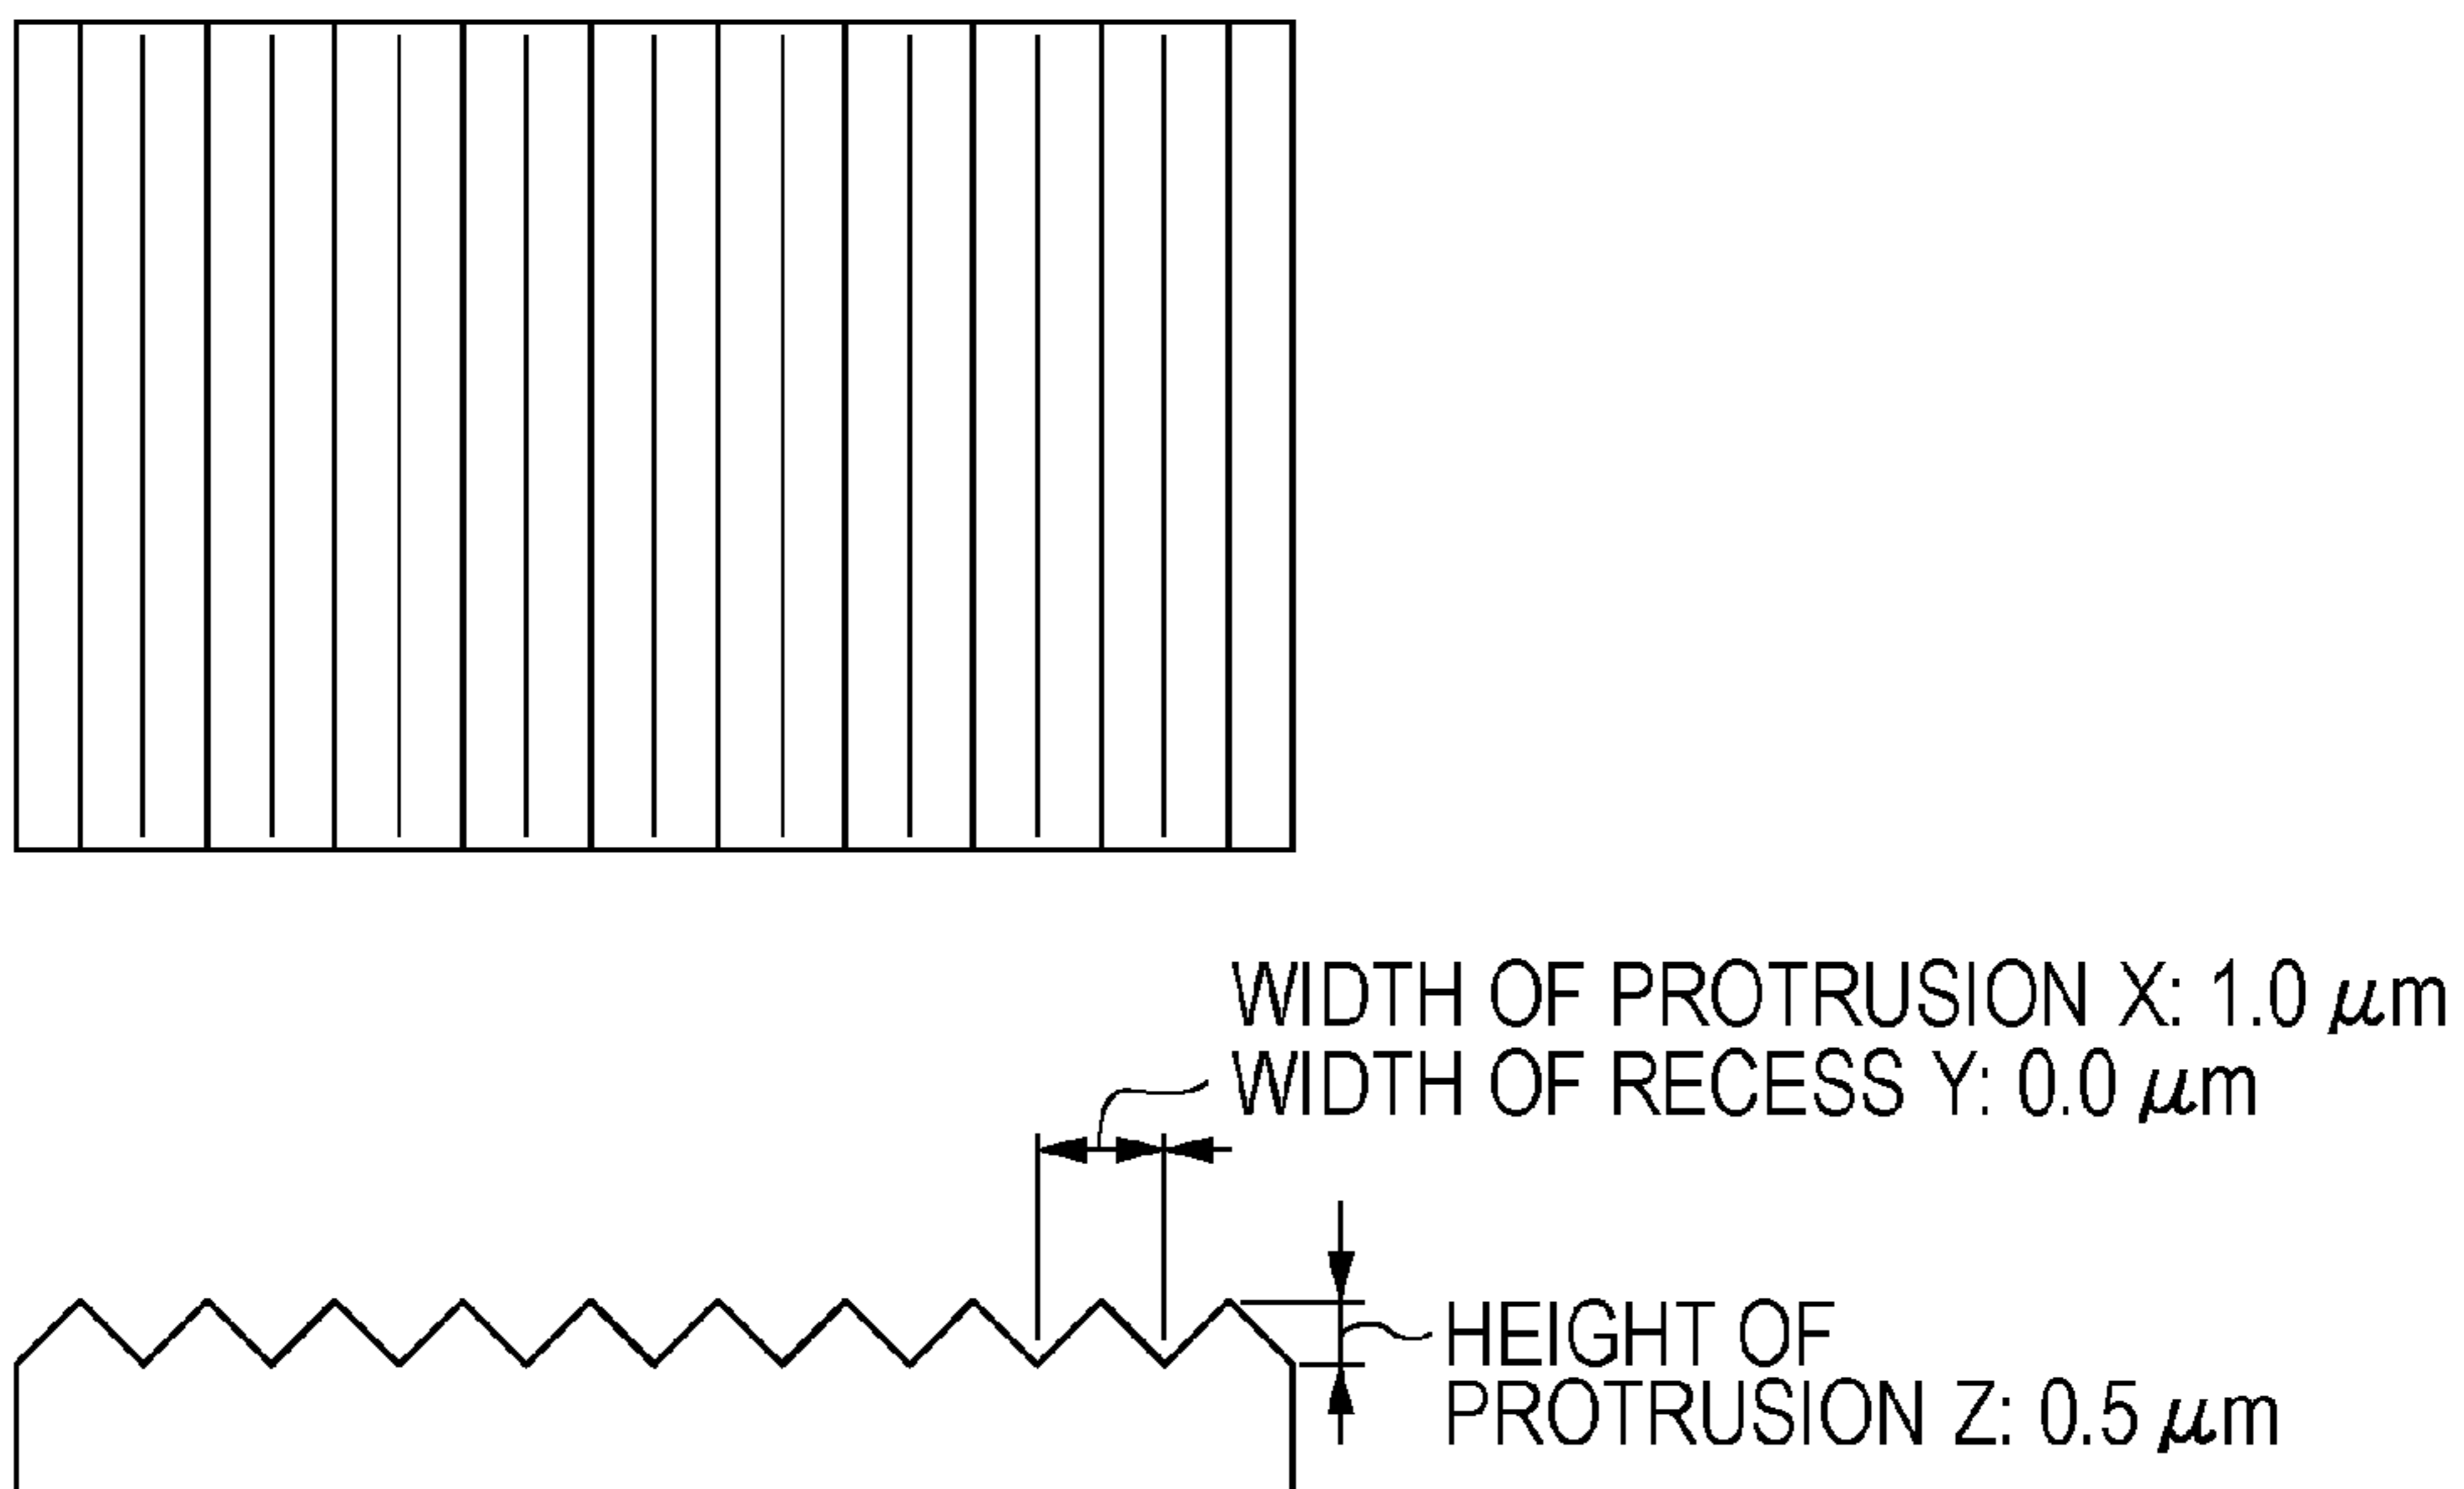 WIDTH OF PROTRUSION X: 1.0 μm
WIDTH OF RECESS Y: 0.0 μm
HEIGHT OF
PROTRUSION Z: 0.5 μm